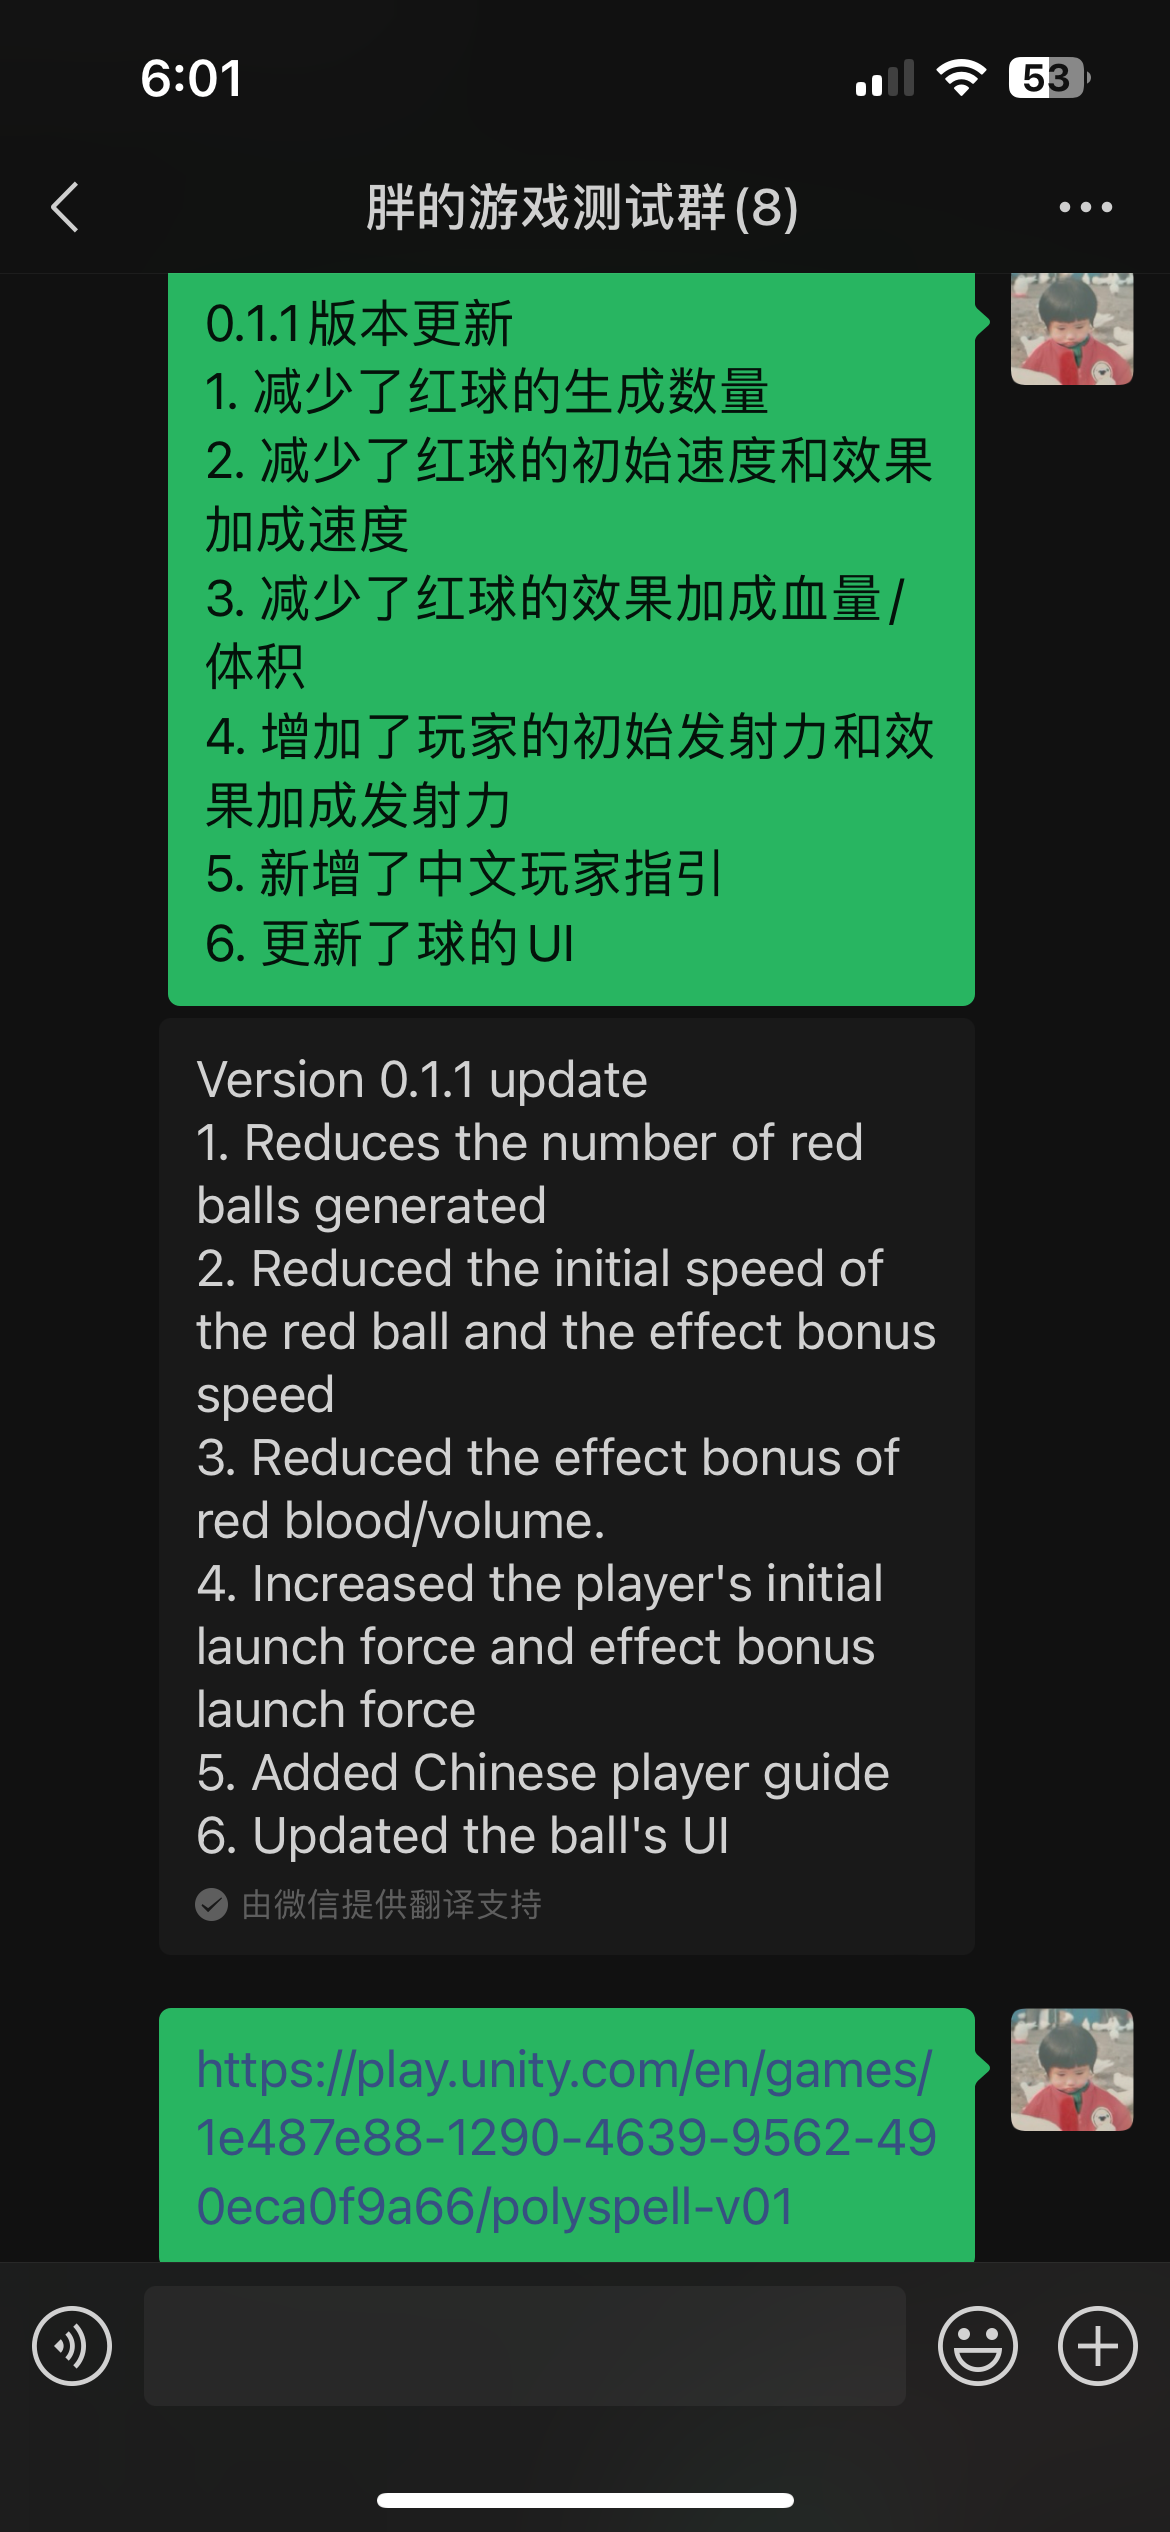 6:01
53
胖的游戏测试群(8)
0.1.1版本更新
1. 减少了红球的生成数量
2. 减少了红球的初始速度和效果
加成速度
3. 减少了红球的效果加成血量/
体积
4. 增加了玩家的初始发射力和效
果加成发射力
5. 新增了中文玩家指引
6. 更新了球的UI
Version 0.1.1 update
1. Reduces the number of red
balls generated
2. Reduced the initial speed of
the red ball and the effect bonus
speed
3. Reduced the effect bonus of
red blood/volume.
4. Increased the player's initial
launch force and effect bonus
launch force
5. Added Chinese player guide
6. Updated the ball's UI
由微信提供翻译支持
https://play.unity.com/en/games/
1e487e88-1290-4639-9562-49
0eca0f9a66/polyspell-v01